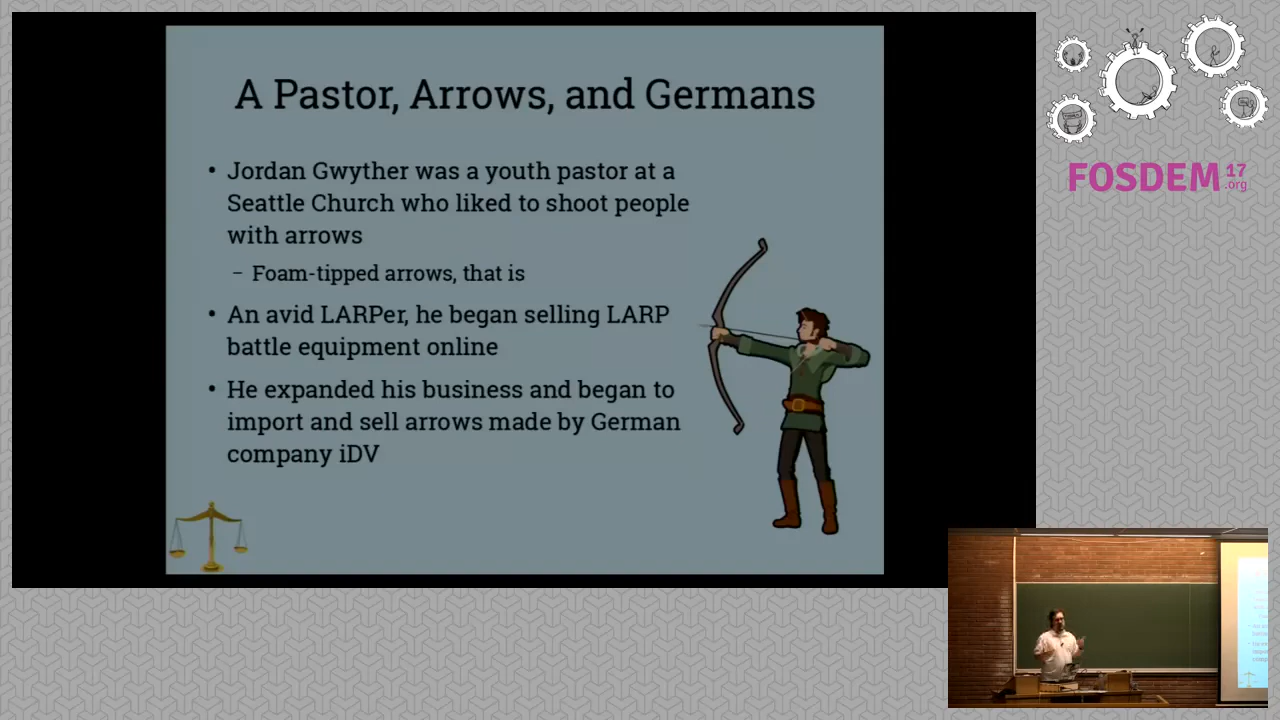 A Pastor, Arrows, and Germans
• Jordan Gwyther was a youth pastor at a
Seattle Church who liked to shoot people
with arrows
– Foam-tipped arrows, that is
• An avid LARPer, he began selling LARP
battle equipment online
• He expanded his business and began to
import and sell arrows made by German
company iDV
FOSDEM 17
.org